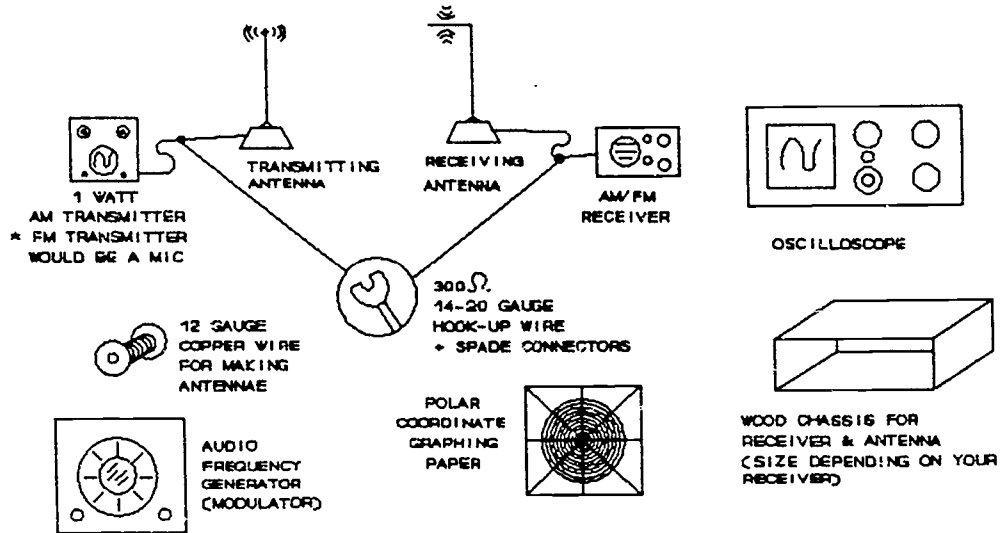 TRANSMITTING
ANTENNA
RECEIVING
ANTENNA
1 WATT
AM TRANSMITTER
* FM TRANSMITTER
WOULD BE A MIC
AM/FM
RECEIVER
OSCILLOSCOPE
300Ω
14-20 GAUGE
HOOK-UP WIRE
+ SPADE CONNECTORS
12 GAUGE
COPPER WIRE
FOR MAKING
ANTENNAE
POLAR
COORDINATE
GRAPHING
PAPER
WOOD CHASSIS FOR
RECEIVER & ANTENNA
(SIZE DEPENDING ON YOUR
RECEIVER)
AUDIO
FREQUENCY
GENERATOR
(MODULATOR)